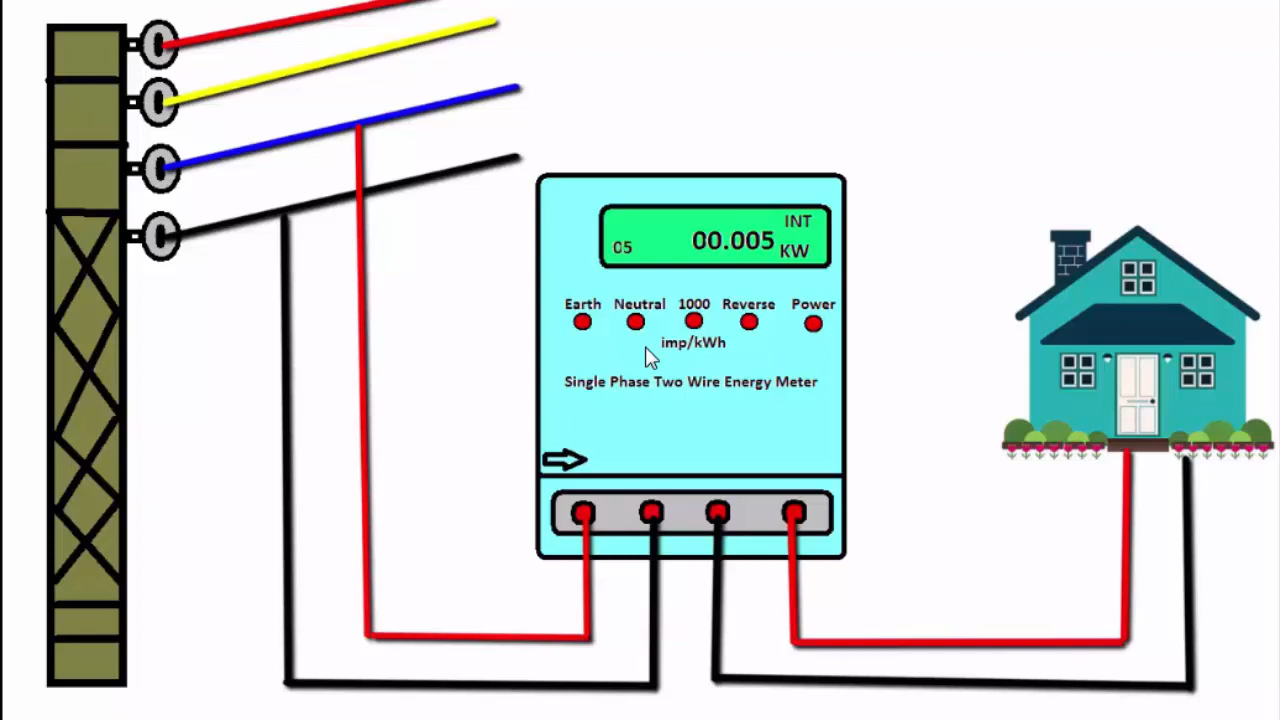 INT
05 00.005 KW
Earth Neutral 1000 Reverse Power
imp/kWh
Single Phase Two Wire Energy Meter